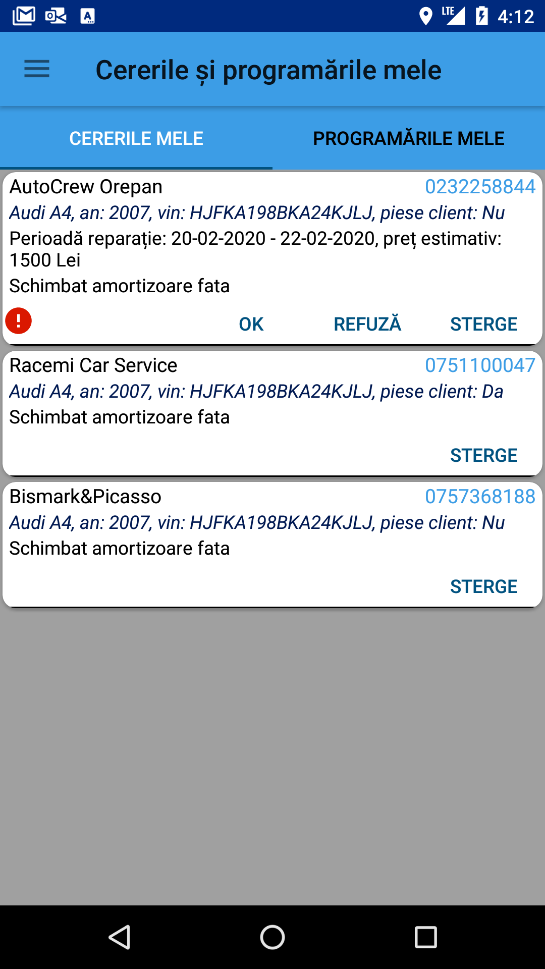 LTE 4:12
Cererile și programările mele
CERERILE MELE PROGRAMĂRILE MELE
AutoCrew Orepan 0232258844
Audi A4, an: 2007, vin: HJFKA198BKA24KJLJ, piese client: Nu
Perioadă reparație: 20-02-2020 - 22-02-2020, preț estimativ:
1500 Lei
Schimbat amortizoare fata
OK REFUZĂ STERGE
Racemi Car Service 0751100047
Audi A4, an: 2007, vin: HJFKA198BKA24KJLJ, piese client: Da
Schimbat amortizoare fata
STERGE
Bismark&Picasso 0757368188
Audi A4, an: 2007, vin: HJFKA198BKA24KJLJ, piese client: Nu
Schimbat amortizoare fata
STERGE